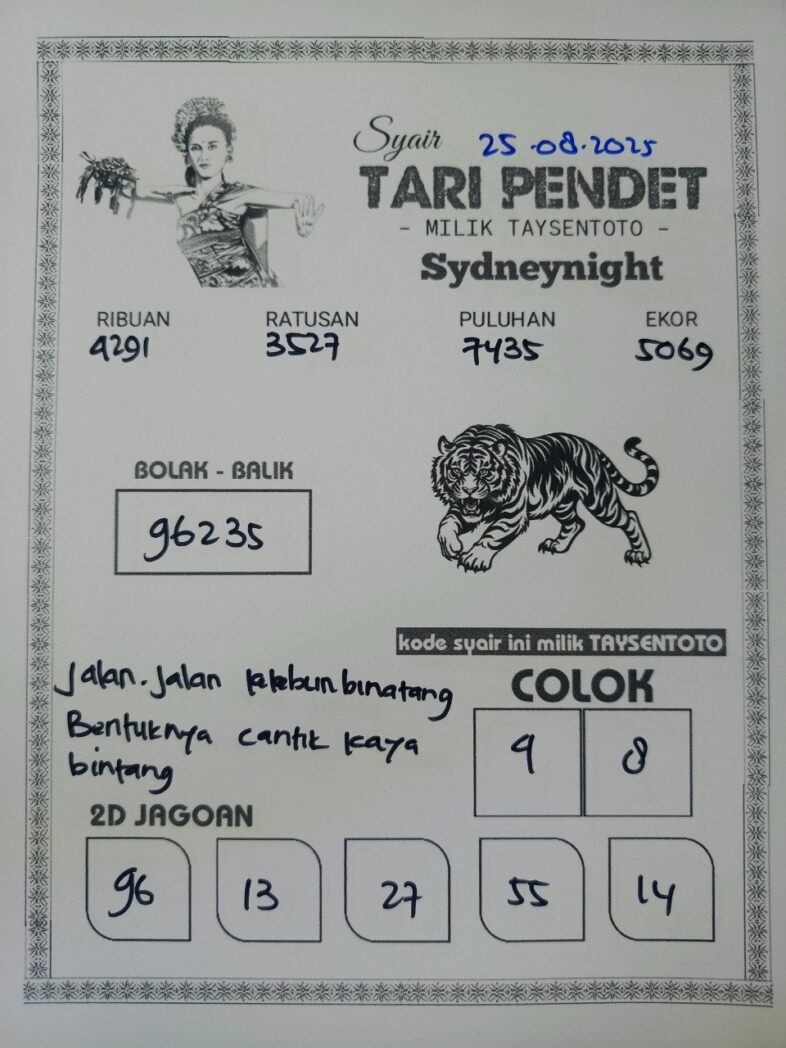 Syair 25.08.2025
TARI PENDET
- MILIK TAYSENTOTO -
Sydneynight
RIBUAN RATUSAN PULUHAN EKOR
4291 3527 7435 5069
BOLAK - BALIK
96235
kode syair ini milik TAYSENTOTO
Jalan-Jalan kekebun binatang
Bentuknya cantik kaya
bintang
COLOK
9 8
2D JAGOAN
96 13 27 55 14